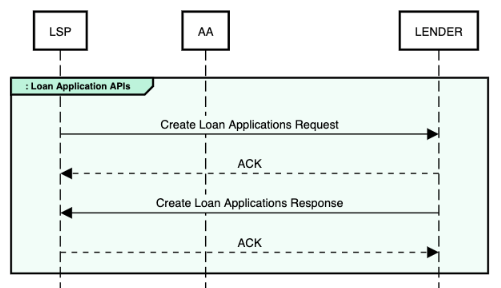 LSP
AA
LENDER
: Loan Application APIs
Create Loan Applications Request
ACK
Create Loan Applications Response
ACK